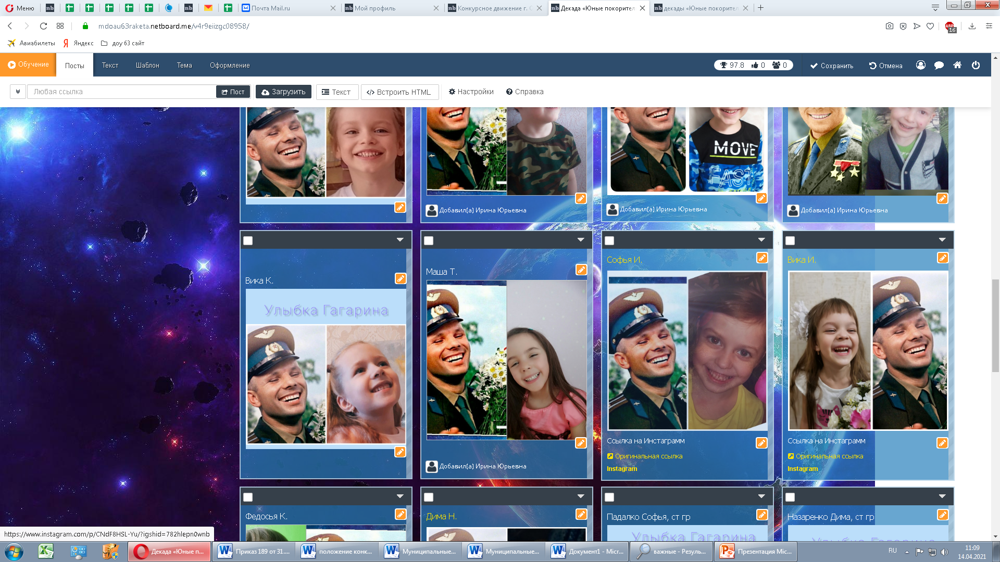 Меню
Почта Mail.ru
Мой профиль
Конкурсное движение г. О
Декада «Юные покорител
декады «Юные покорител
mdoau63raketa.netboard.me/v4r9eiizgc08958/
ABP
16
Авиабилеты
Яндекс
доу 63 сайт
Обучение
Посты
Текст
Шаблон
Тема
Оформление
97.8
0
0
Сохранить
Отмена
Любая ссылка
Пост
Загрузить
Текст
Встроить HTML
Настройки
Справка
MOVE
FAST
Добавил(а) Ирина Юрьевна
Добавил(а) Ирина Юрьевна
Добавил(а) Ирина Юрьевна
Вика К.
Улыбка Гагарина
Маша Т.
Добавил(а) Ирина Юрьевна
Софья И.
Ссылка на Инстаграмм
Оригинальная ссылка
Instagram
Вика И.
Ссылка на Инстаграмм
Оригинальная ссылка
Instagram
Федосья К.
Дима Н.
Падалко Софья, ст гр
Улыбка Гагарина
Назаренко Дима, ст гр
Улыбка Гагарина
https://www.instagram.com/p/CNdF8HSL-Yu/?igshid=782hlepn0wnb
Декада «Юные п...
Приказ 189 от 31....
положение конк...
Муниципальные...
Муниципальные...
Документ1 - Micr...
важные - Резуль...
Презентация Mic...
RU
11:09
14.04.2021